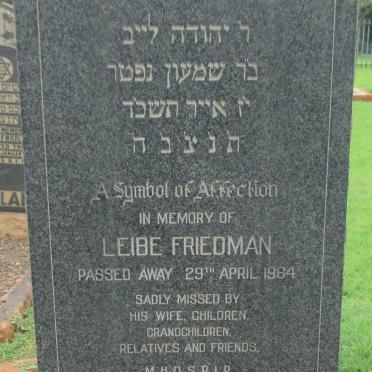 ר יהודה לייב
בר שמעון נפטר
יז אייר תשכד
ת נ צ ב ה
A Symbol of Affection
IN MEMORY OF
LEIBE FRIEDMAN
PASSED AWAY 29TH APRIL 1964
SADLY MISSED BY
HIS WIFE, CHILDREN,
GRANDCHILDREN,
RELATIVES AND FRIENDS,
M.H.D.S.R.I.P.